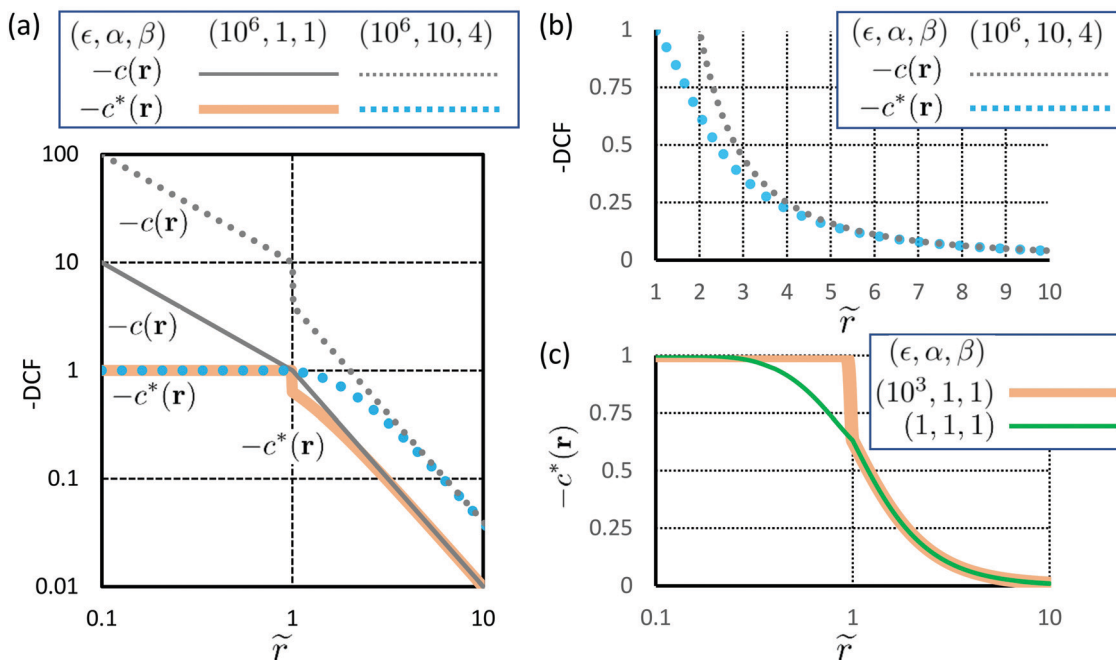 (a)
(ϵ, α, β) (10⁶, 1, 1) (10⁶, 10, 4)
−c(r)
−c*(r)
100
10
1
0.1
0.01
-DCF
−c(r)
−c(r)
−c*(r)
−c*(r)
0.1 1 10
r̃
(b)
(ϵ, α, β) (10⁶, 10, 4)
−c(r)
−c*(r)
1
0.75
0.5
0.25
0
-DCF
1 2 3 4 5 6 7 8 9 10
r̃
(c)
(ϵ, α, β)
(10³, 1, 1)
(1, 1, 1)
1
0.75
0.5
0.25
0
−c*(r)
0.1 1 10
r̃